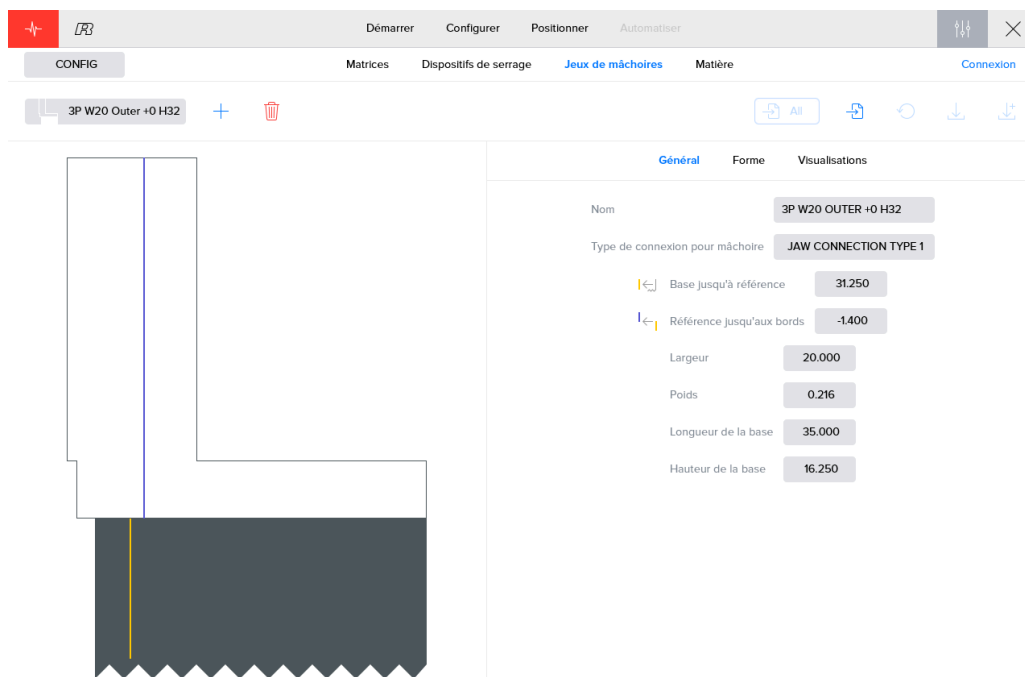 Démarrer Configurer Positionner Automatiser
CONFIG Matrices Dispositifs de serrage Jeux de mâchoires Matière Connexion
3P W20 Outer +0 H32 All
Général Forme Visualisations
Nom 3P W20 OUTER +0 H32
Type de connexion pour mâchoire JAW CONNECTION TYPE 1
Base jusqu'à référence 31.250
Référence jusqu'aux bords -1.400
Largeur 20.000
Poids 0.216
Longueur de la base 35.000
Hauteur de la base 16.250